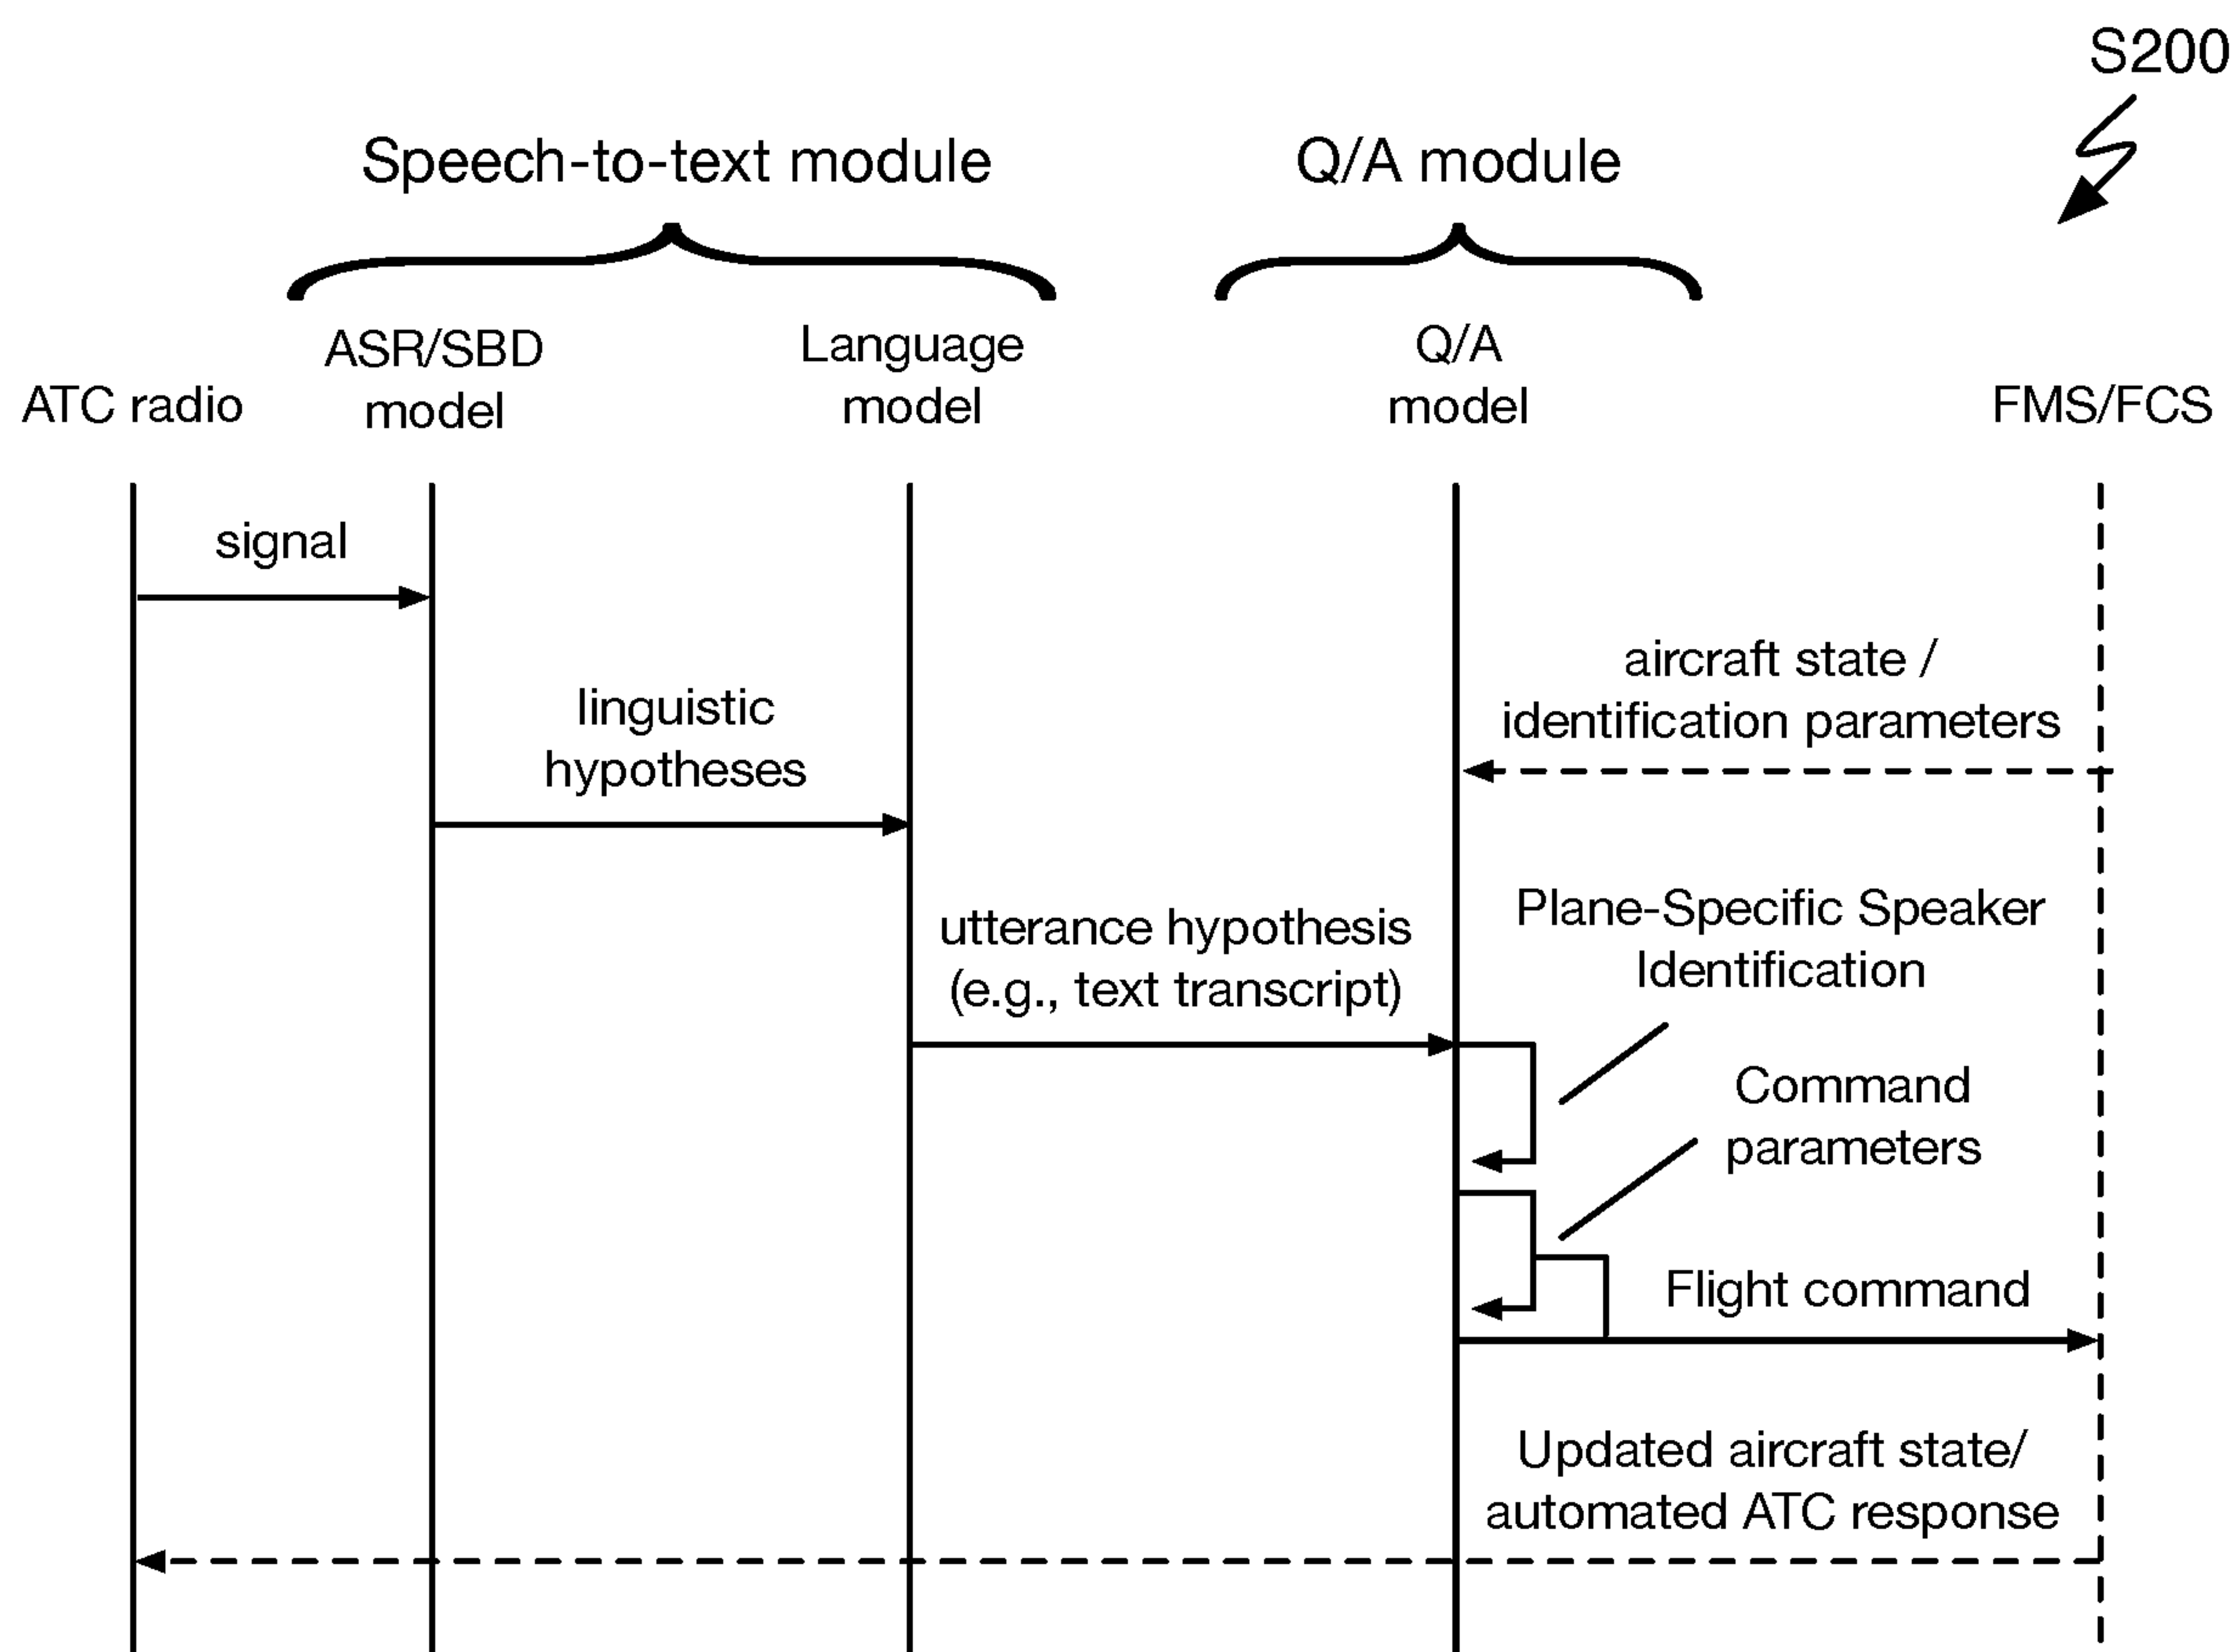 S200
Speech-to-text module
Q/A module
ATC radio
ASR/SBD
model
Language
model
Q/A
model
FMS/FCS
signal
aircraft state /
identification parameters
linguistic
hypotheses
Plane-Specific Speaker
Identification
utterance hypothesis
(e.g., text transcript)
Command
parameters
Flight command
Updated aircraft state/
automated ATC response